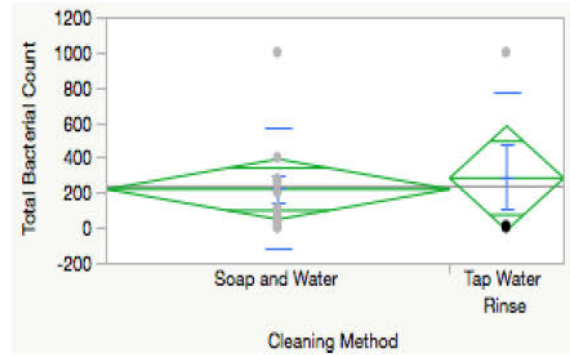 Total Bacterial Count
1200
1000
800
600
400
200
0
-200
Soap and Water
Tap Water
Rinse
Cleaning Method